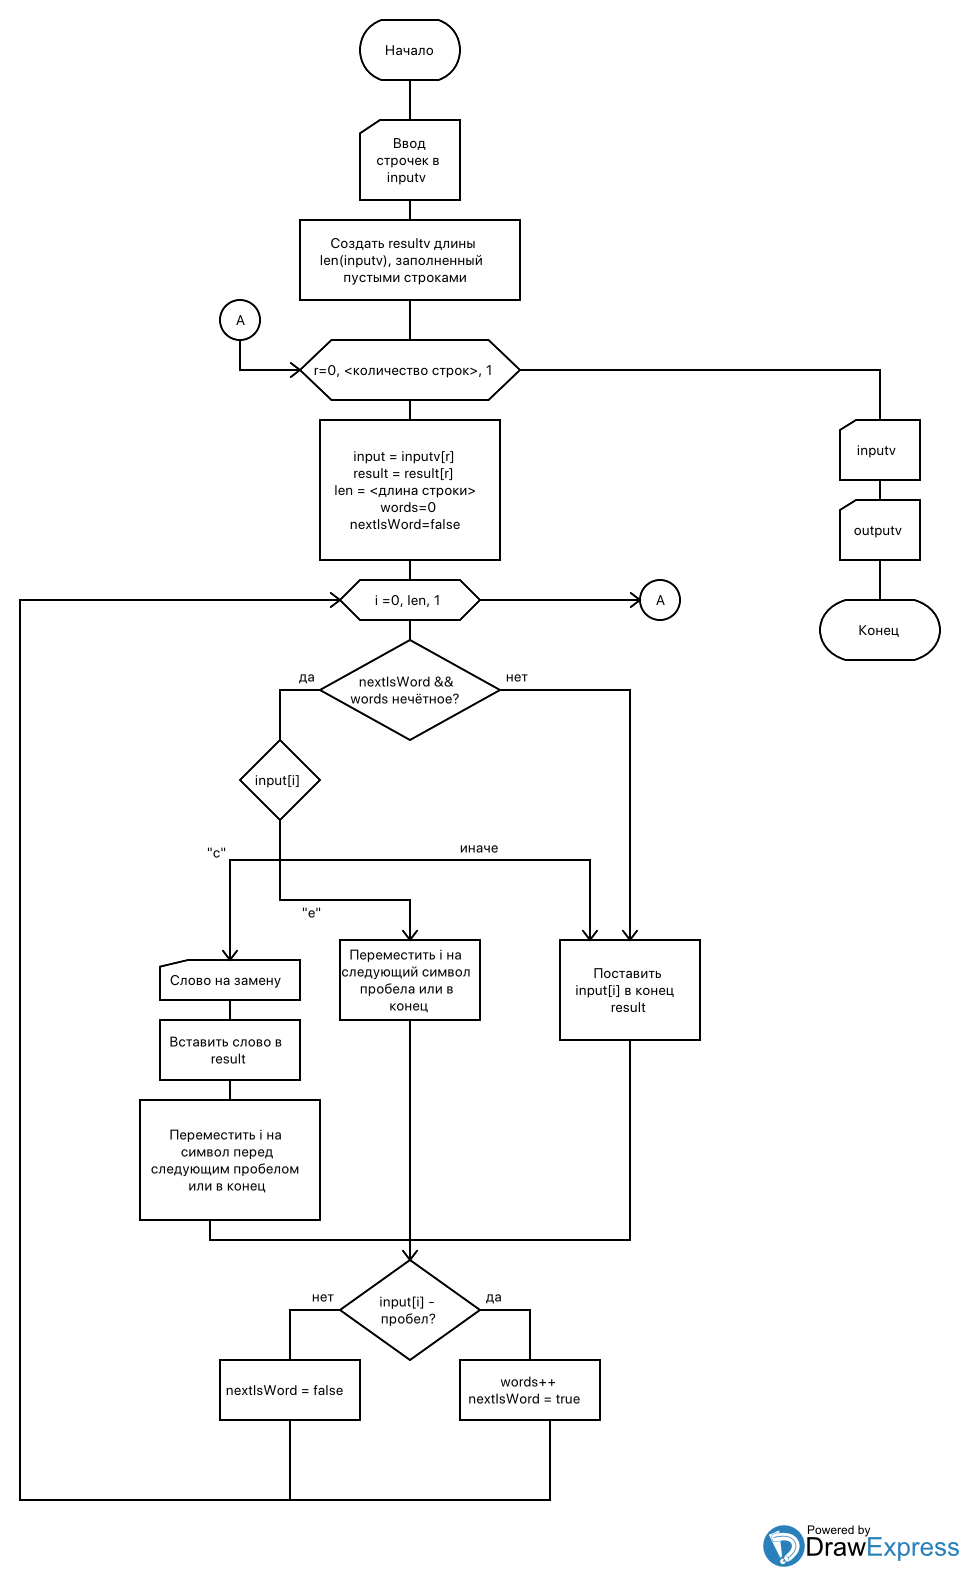 Начало
Ввод
строчек в
inputv
Создать resultv длины
len(inputv), заполненный
пустыми строками
A
r=0, <количество строк>, 1
input = inputv[r]
result = result[r]
len = <длина строки>
words=0
nextIsWord=false
inputv
outputv
Конец
i =0, len, 1
A
да
nextIsWord &&
words нечётное?
нет
input[i]
"c"
иначе
"e"
Слово на замену
Вставить слово в
result
Переместить i на
символ перед
следующим пробелом
или в конец
Переместить i на
следующий символ
пробела или в
конец
Поставить
input[i] в конец
result
нет
input[i] -
пробел?
да
nextIsWord = false
words++
nextIsWord = true
Powered by
DrawExpress